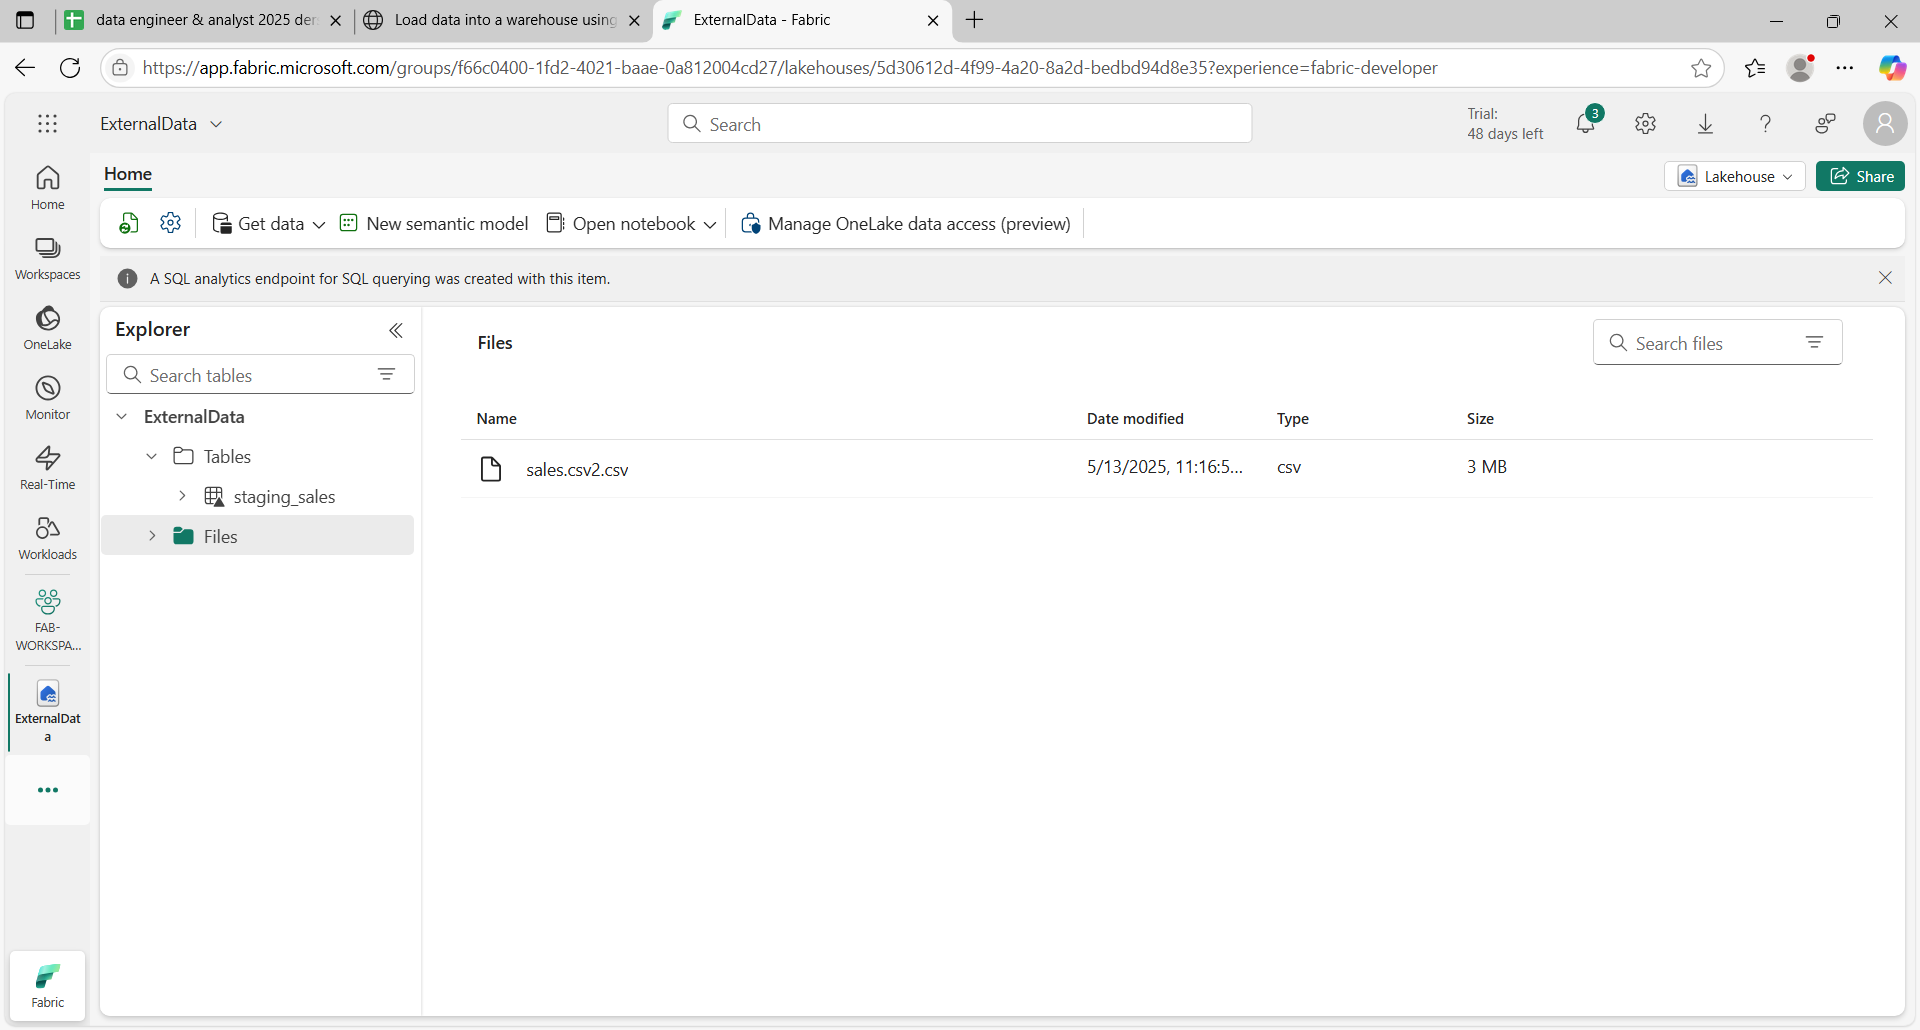 data engineer & analyst 2025 der
Load data into a warehouse using
ExternalData - Fabric
https://app.fabric.microsoft.com/groups/f66c0400-1fd2-4021-baae-0a812004cd27/lakehouses/5d30612d-4f99-4a20-8a2d-bedbd94d8e35?experience=fabric-developer
ExternalData
Search
Trial:
48 days left
3
Home
Lakehouse
Share
Get data
New semantic model
Open notebook
Manage OneLake data access (preview)
A SQL analytics endpoint for SQL querying was created with this item.
Home
Workspaces
OneLake
Monitor
Real-Time
Workloads
FAB-
WORKSPA...
ExternalDat
a
Fabric
Explorer
Search tables
ExternalData
Tables
staging_sales
Files
Files
Search files
Name
Date modified
Type
Size
sales.csv2.csv
5/13/2025, 11:16:5...
csv
3 MB